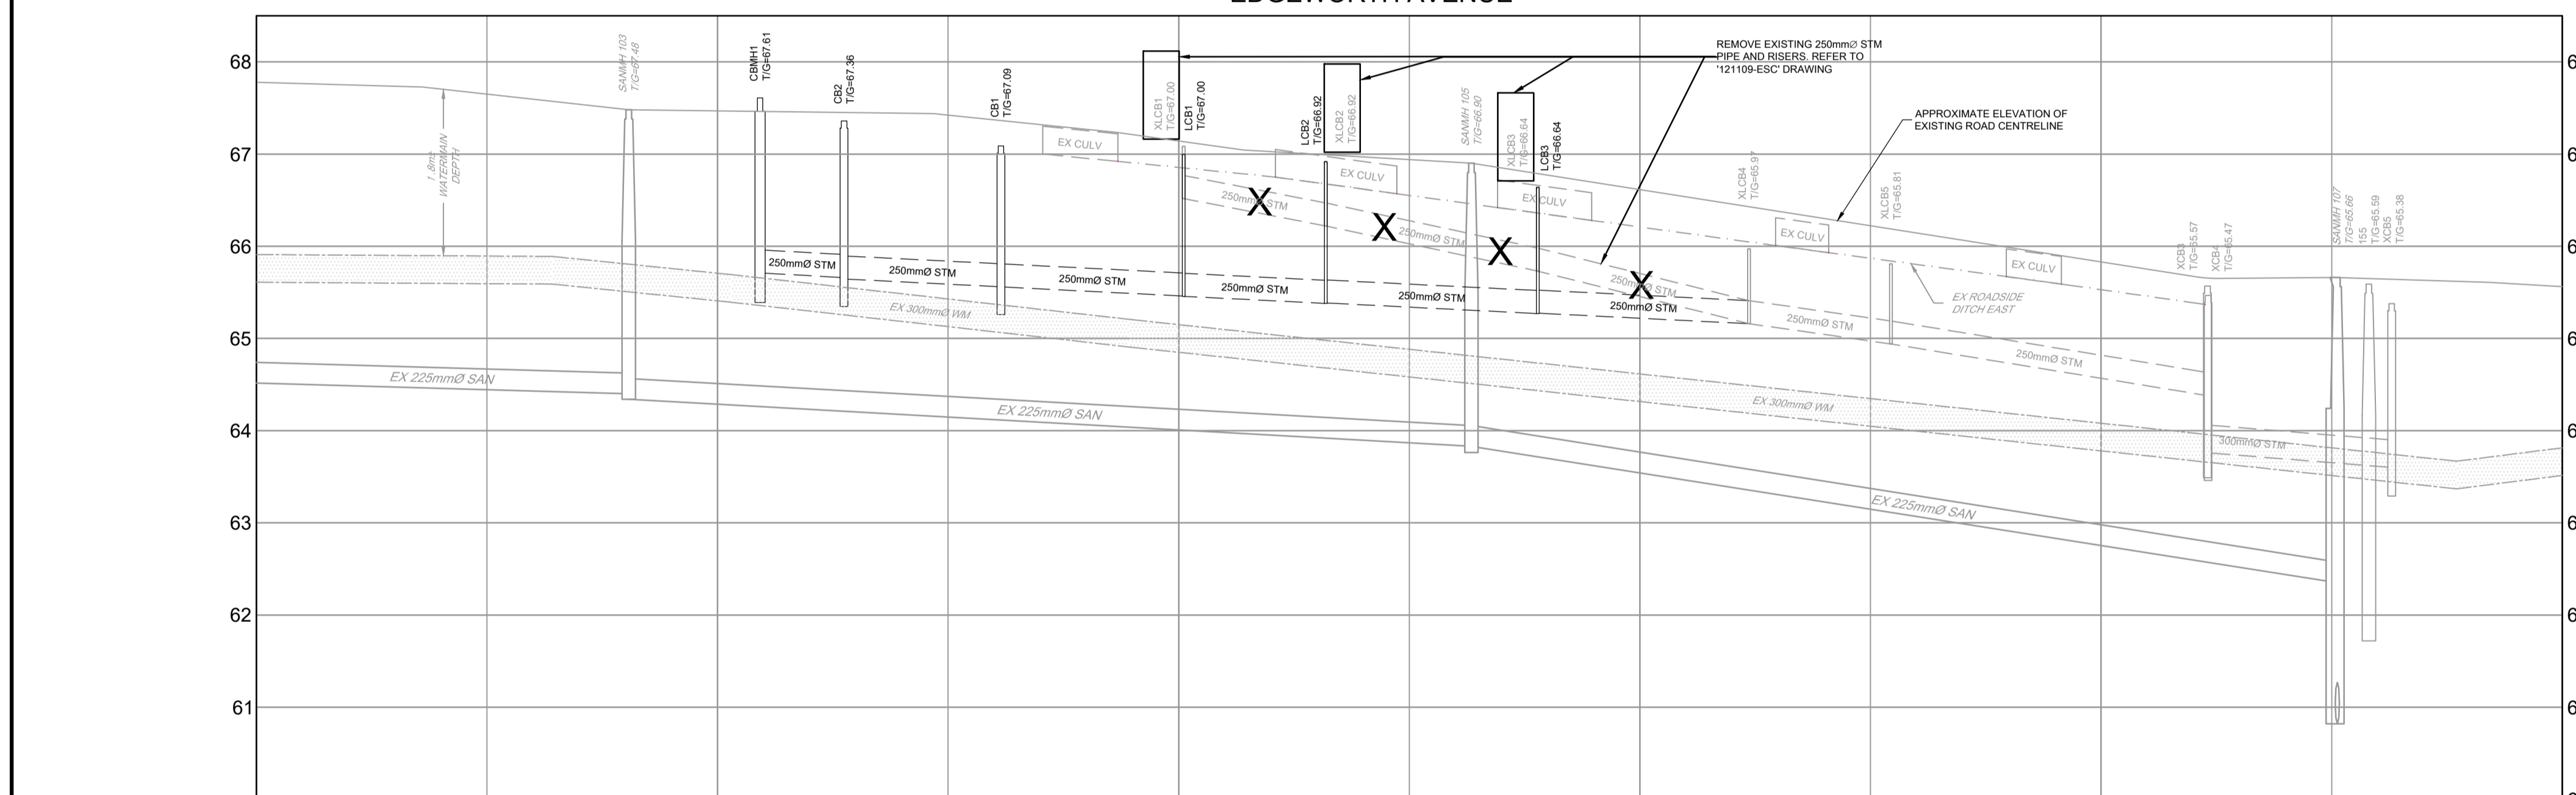 EDGEWORTH AVENUE
68
67
66
65
64
63
62
61
SANMH 103
T/G=67.48
CBMH1
T/G=67.61
CB2
T/G=67.36
CB1
T/G=67.09
XLCB1
T/G=67.00
LCB1
T/G=67.00
LCB2
T/G=66.92
XLCB2
T/G=66.92
SANMH 105
T/G=66.90
XLCB3
T/G=66.64
LCB3
T/G=66.64
REMOVE EXISTING 250mmØ STM
PIPE AND RISERS. REFER TO
'121109-ESC' DRAWING
APPROXIMATE ELEVATION OF
EXISTING ROAD CENTRELINE
XLCB4
T/G=65.97
XLCB5
T/G=65.81
XCB3
T/G=65.57
XCB4
T/G=65.47
SANMH 107
T/G=65.66
155
T/G=65.59
XCB5
T/G=65.38
1.8m±
WATERMAIN
DEPTH
EX CULV
EX CULV
EX CULV
EX CULV
EX CULV
250mmØ STM
250mmØ STM
250mmØ STM
X
X
X
X
250mmØ STM
250mmØ STM
250mmØ STM
250mmØ STM
250mmØ STM
250mmØ STM
250mmØ STM
250mmØ STM
300mmØ STM
EX ROADSIDE
DITCH EAST
EX 300mmØ WM
EX 300mmØ WM
EX 225mmØ SAN
EX 225mmØ SAN
EX 225mmØ SAN